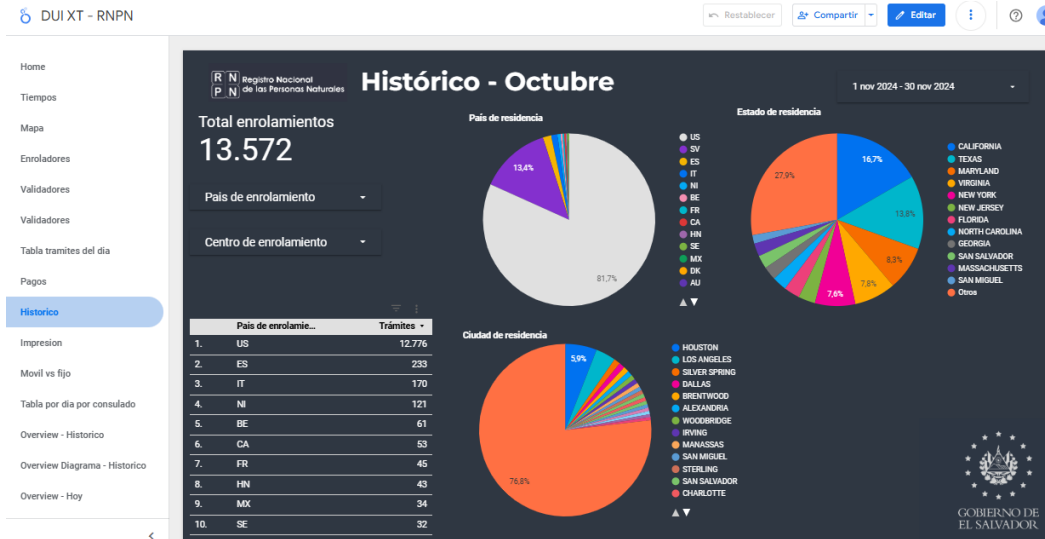 DUI XT - RNPN
Restablecer
Compartir
Editar
Home
Tiempos
Mapa
Enroladores
Validadores
Validadores
Tabla tramites del dia
Pagos
Historico
Impresion
Movil vs fijo
Tabla por dia por consulado
Overview - Historico
Overview Diagrama - Historico
Overview - Hoy
R N
P N
Registro Nacional
de las Personas Naturales
Histórico - Octubre
1 nov 2024 - 30 nov 2024
Total enrolamientos
13.572
Pais de enrolamiento
Centro de enrolamiento
Pais de enrolamie... Trámites
1. US 12.776
2. ES 233
3. IT 170
4. NI 121
5. BE 61
6. CA 53
7. FR 45
8. HN 43
9. MX 34
10. SE 32
País de residencia
13,4%
81,7%
US
SV
ES
IT
NI
BE
FR
CA
HN
SE
MX
DK
AU
Estado de residencia
16,7%
27,9%
13,8%
8,3%
7,8%
7,6%
CALIFORNIA
TEXAS
MARYLAND
VIRGINIA
NEW YORK
NEW JERSEY
FLORIDA
NORTH CAROLINA
GEORGIA
SAN SALVADOR
MASSACHUSETTS
SAN MIGUEL
Otros
Ciudad de residencia
5,9%
76,8%
HOUSTON
LOS ANGELES
SILVER SPRING
DALLAS
BRENTWOOD
ALEXANDRIA
WOODBRIDGE
IRVING
MANASSAS
SAN MIGUEL
STERLING
SAN SALVADOR
CHARLOTTE
GOBIERNO DE
EL SALVADOR